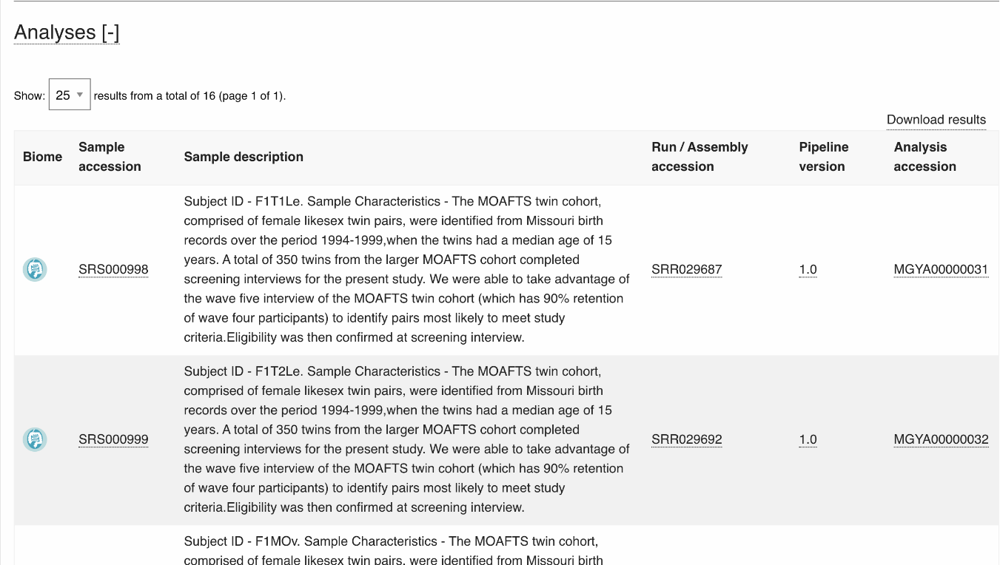 Analyses [-]
Show: 25 results from a total of 16 (page 1 of 1).
Download results
Biome
Sample accession
Sample description
Run / Assembly accession
Pipeline version
Analysis accession
Subject ID - F1T1Le. Sample Characteristics - The MOAFTS twin cohort,
comprised of female likesex twin pairs, were identified from Missouri birth
records over the period 1994-1999,when the twins had a median age of 15
years. A total of 350 twins from the larger MOAFTS cohort completed
screening interviews for the present study. We were able to take advantage of
the wave five interview of the MOAFTS twin cohort (which has 90% retention
of wave four participants) to identify pairs most likely to meet study
criteria.Eligibility was then confirmed at screening interview.
SRS000998
SRR029687
1.0
MGYA00000031
Subject ID - F1T2Le. Sample Characteristics - The MOAFTS twin cohort,
comprised of female likesex twin pairs, were identified from Missouri birth
records over the period 1994-1999,when the twins had a median age of 15
years. A total of 350 twins from the larger MOAFTS cohort completed
screening interviews for the present study. We were able to take advantage of
the wave five interview of the MOAFTS twin cohort (which has 90% retention
of wave four participants) to identify pairs most likely to meet study
criteria.Eligibility was then confirmed at screening interview.
SRS000999
SRR029692
1.0
MGYA00000032
Subject ID - F1MOv. Sample Characteristics - The MOAFTS twin cohort,
comprised of female likesex twin pairs, were identified from Missouri birth